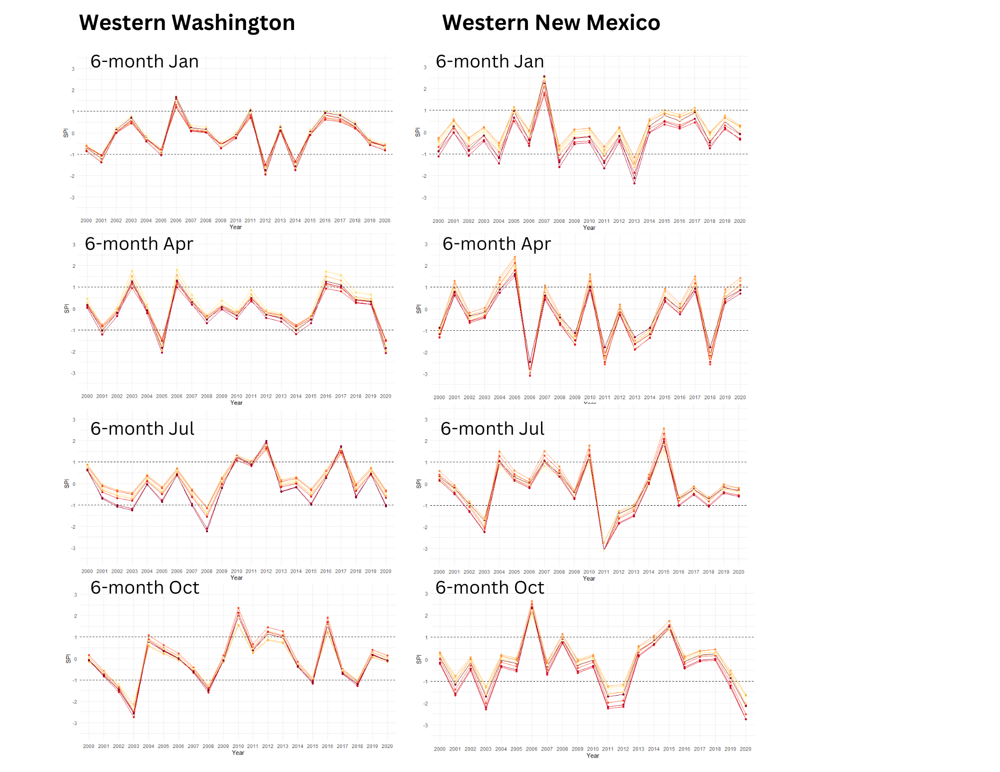 Western Washington
Western New Mexico
6-month Jan
3
2
1
0
-1
-2
-3
SPI
2000 2001 2002 2003 2004 2005 2006 2007 2008 2009 2010 2011 2012 2013 2014 2015 2016 2017 2018 2019 2020
Year
6-month Jan
3
2
1
0
-1
-2
-3
SPI
2000 2001 2002 2003 2004 2005 2006 2007 2008 2009 2010 2011 2012 2013 2014 2015 2016 2017 2018 2019 2020
Year
6-month Apr
3
2
1
0
-1
-2
-3
SPI
2000 2001 2002 2003 2004 2005 2006 2007 2008 2009 2010 2011 2012 2013 2014 2015 2016 2017 2018 2019 2020
Year
6-month Apr
3
2
1
0
-1
-2
-3
SPI
2000 2001 2002 2003 2004 2005 2006 2007 2008 2009 2010 2011 2012 2013 2014 2015 2016 2017 2018 2019 2020
Year
6-month Jul
3
2
1
0
-1
-2
-3
SPI
2000 2001 2002 2003 2004 2005 2006 2007 2008 2009 2010 2011 2012 2013 2014 2015 2016 2017 2018 2019 2020
Year
6-month Jul
3
2
1
0
-1
-2
-3
SPI
2000 2001 2002 2003 2004 2005 2006 2007 2008 2009 2010 2011 2012 2013 2014 2015 2016 2017 2018 2019 2020
Year
6-month Oct
3
2
1
0
-1
-2
-3
SPI
2000 2001 2002 2003 2004 2005 2006 2007 2008 2009 2010 2011 2012 2013 2014 2015 2016 2017 2018 2019 2020
Year
6-month Oct
3
2
1
0
-1
-2
-3
SPI
2000 2001 2002 2003 2004 2005 2006 2007 2008 2009 2010 2011 2012 2013 2014 2015 2016 2017 2018 2019 2020
Year